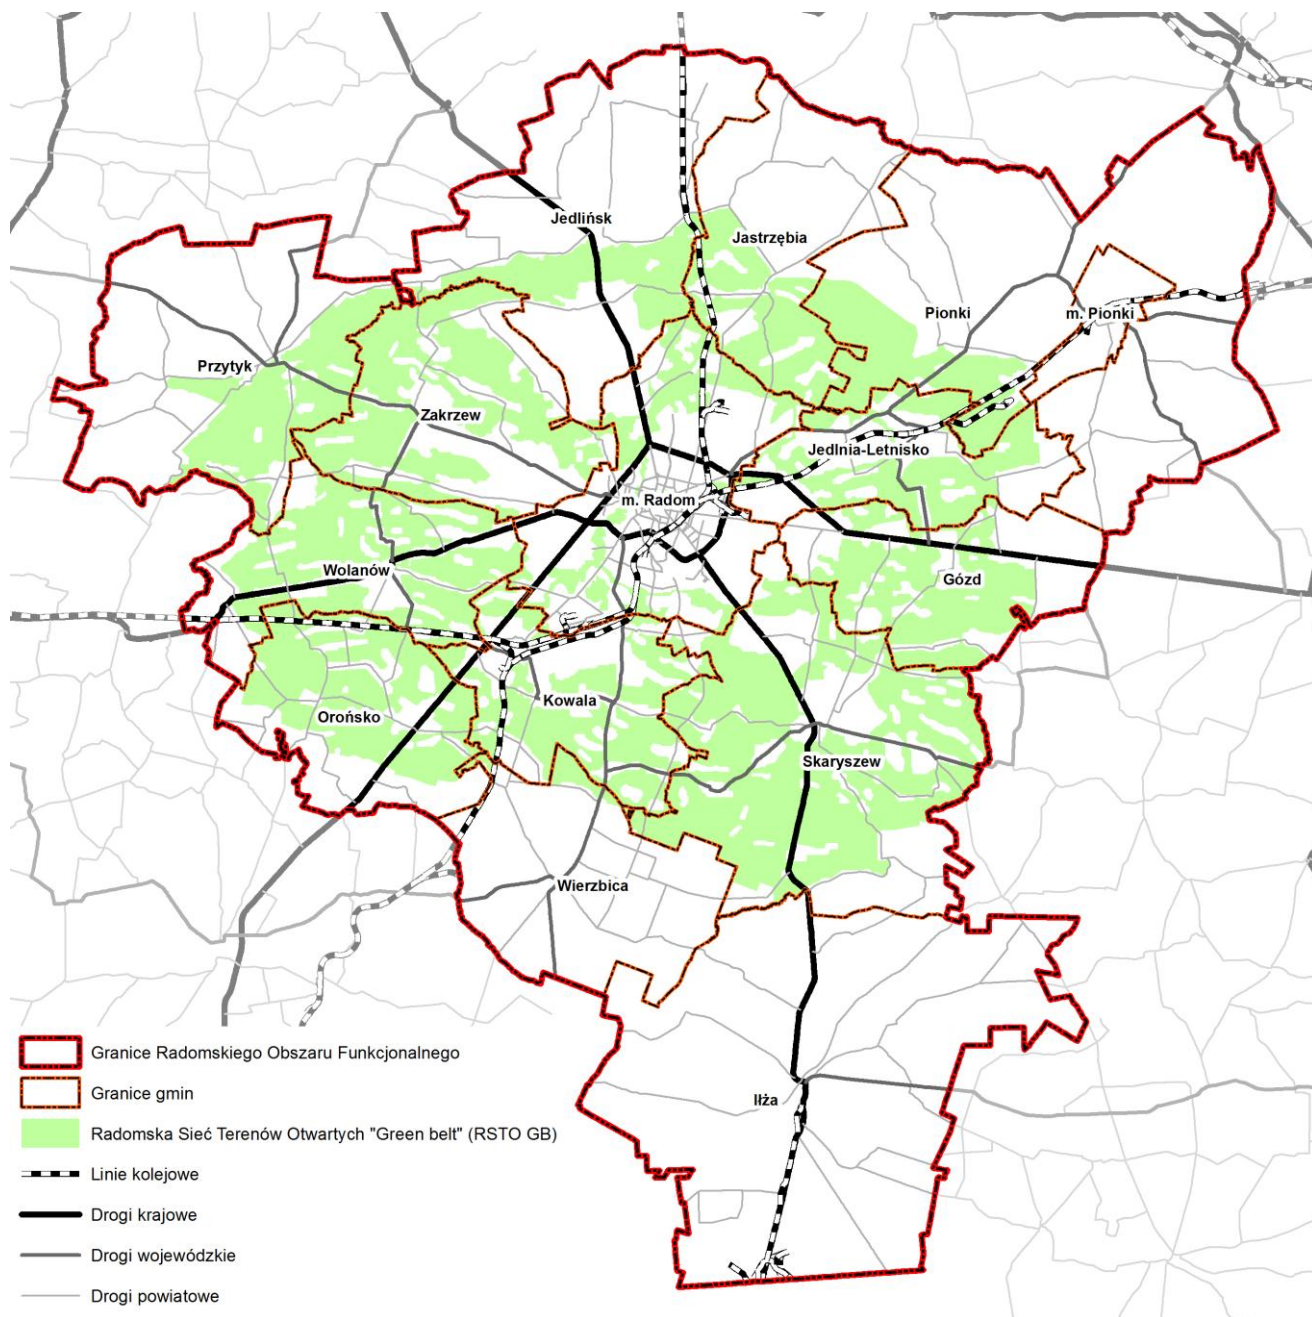 Jedlińsk
Jastrzębia
Pionki
m. Pionki
Przytyk
Zakrzew
Jedlnia-Letnisko
m. Radom
Wolanów
Gózd
Kowala
Orońsko
Skaryszew
Wierzbica
Iłża
Granice Radomskiego Obszaru Funkcjonalnego
Granice gmin
Radomska Sieć Terenów Otwartych "Green belt" (RSTO GB)
Linie kolejowe
Drogi krajowe
Drogi wojewódzkie
Drogi powiatowe